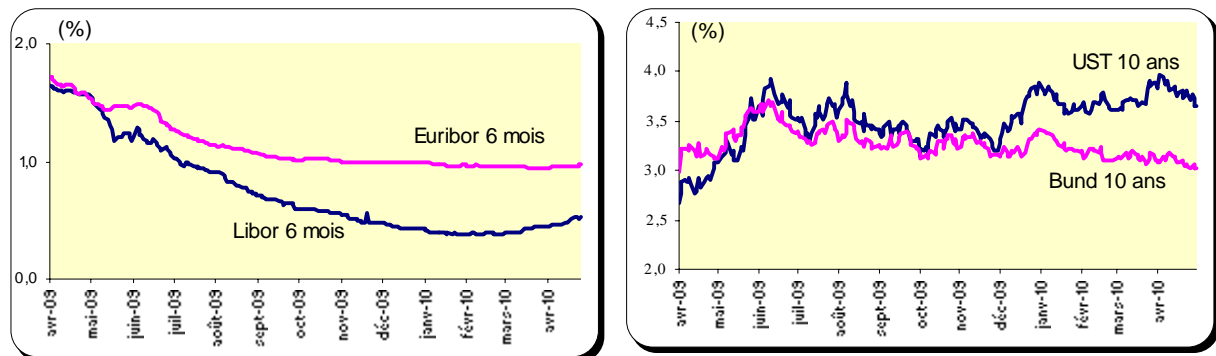 (%)
2,0
1,0
0,0
Euribor 6 mois
Libor 6 mois
avr-09
mai-09
juin-09
juil-09
août-09
sept-09
oct-09
nov-09
déc-09
janv-10
févr-10
mars-10
avr-10
(%)
4,5
4,0
3,5
3,0
2,5
2,0
UST 10 ans
Bund 10 ans
avr-09
mai-09
juin-09
juil-09
août-09
sept-09
oct-09
nov-09
déc-09
janv-10
févr-10
mars-10
avr-10